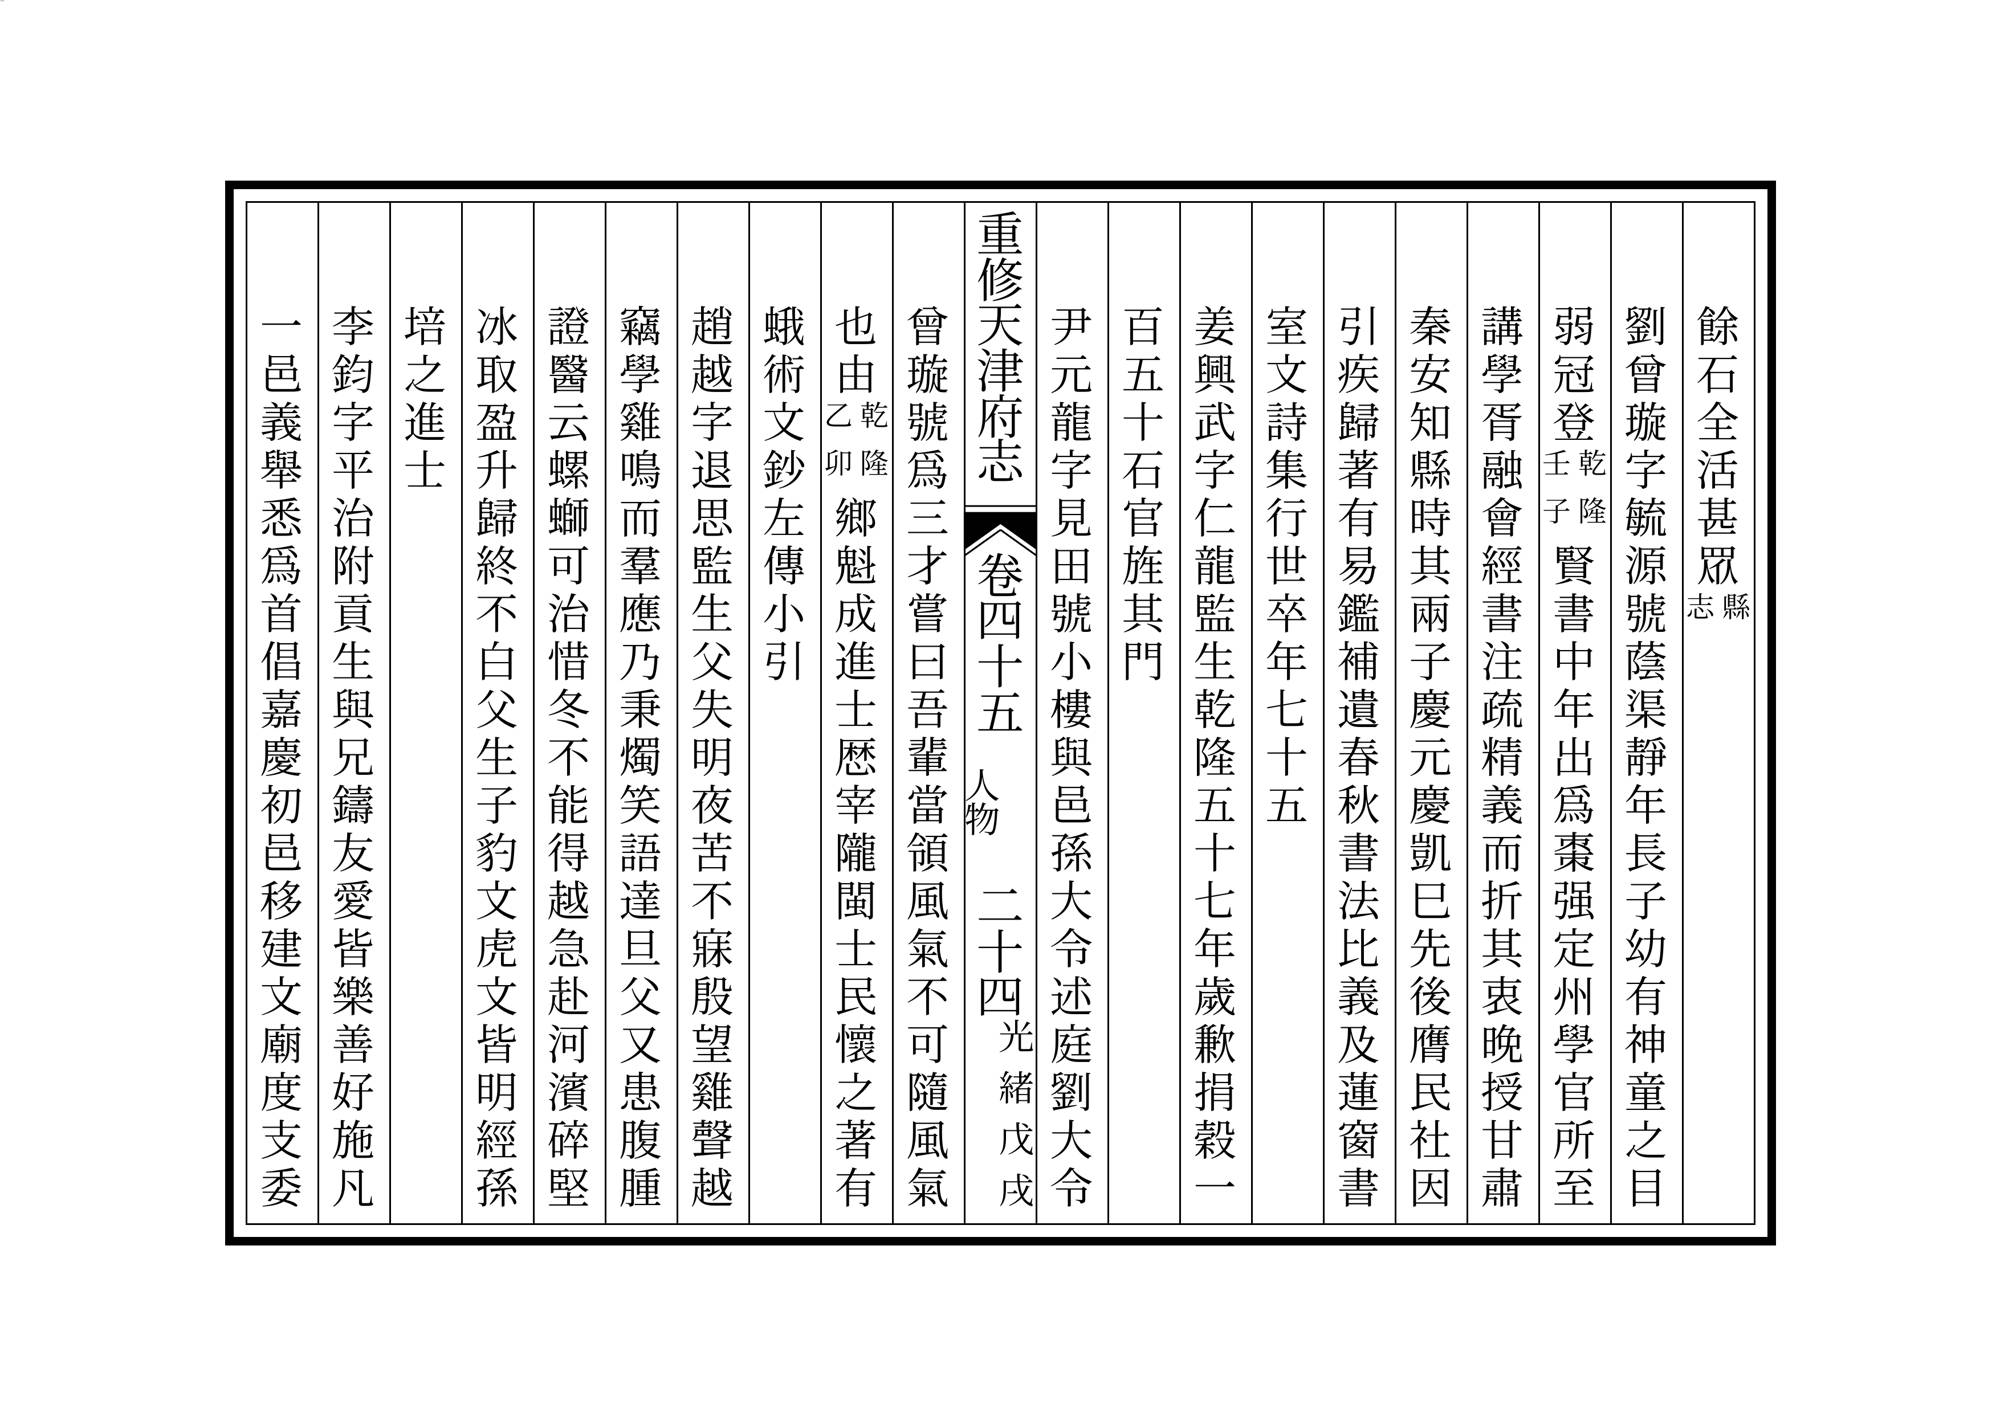 餘石全活甚眾縣志
劉曾璇字毓源號蔭渠靜年長子幼有神童之目
弱冠登乾隆壬子賢書中年出爲棗强定州學官所至
講學胥融會經書注疏精義而折其衷晚授甘肅
秦安知縣時其兩子慶元慶凱巳先後膺民社因
引疾歸著有易鑑補遺春秋書法比義及蓮窗書
室文詩集行世卒年七十五
姜興武字仁龍監生乾隆五十七年歲歉捐穀一
百五十石官旌其門
尹元龍字見田號小樓與邑孫大令述庭劉大令
重修天津府志 卷四十五 人物 二十四 光緒戊戌
曾璇號爲三才嘗曰吾輩當領風氣不可隨風氣
也由乾隆乙卯鄉魁成進士歷宰隴閩士民懷之著有
蛾術文鈔左傳小引
趙越字退思監生父失明夜苦不寐殷望雞聲越
竊學雞鳴而羣應乃秉燭笑語達旦父又患腹腫
證醫云螺螄可治惜冬不能得越急赴河濱碎堅
冰取盈升歸終不白父生子豹文虎文皆明經孫
培之進士
李鈞字平治附貢生與兄鑄友愛皆樂善好施凡
一邑義舉悉爲首倡嘉慶初邑移建文廟度支委